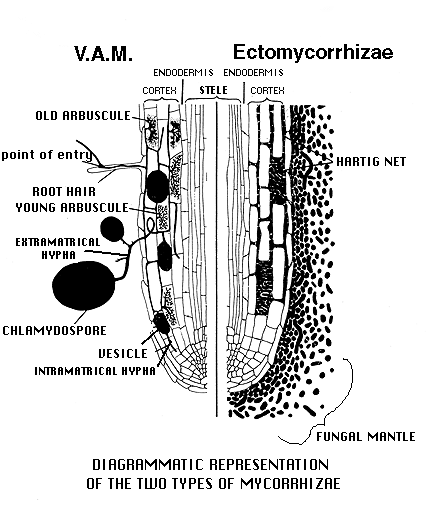 V.A.M.
Ectomycorrhizae
ENDODERMIS ENDODERMIS
CORTEX STELE CORTEX
OLD ARBUSCULE
point of entry
HARTIG NET
ROOT HAIR
YOUNG ARBUSCULE
EXTRAMATRICAL
HYPHA
CHLAMYDOSPORE
VESICLE
INTRAMATRICAL HYPHA
FUNGAL MANTLE
DIAGRAMMATIC REPRESENTATION
OF THE TWO TYPES OF MYCORRHIZAE